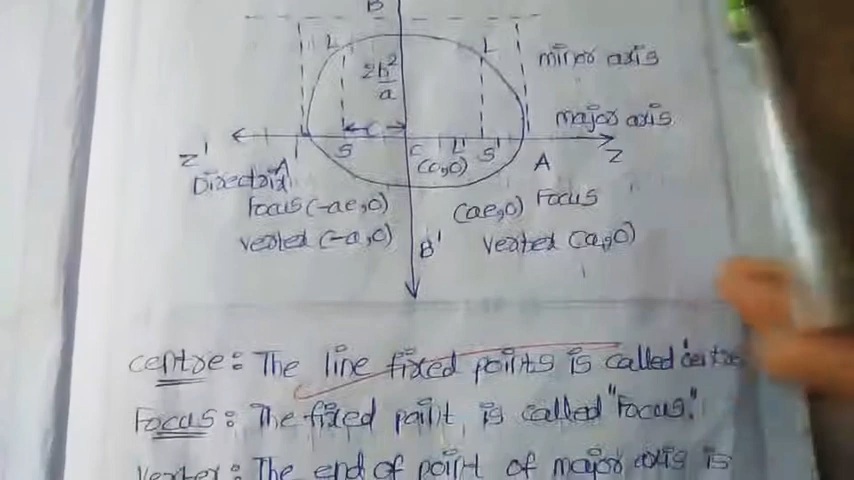 B
L L minor axis
2b²
a
major axis
c
Z' S C L' S' A Z
(0,0)
Directrix A
Focus (-ae,0) (ae,0) Focus
vertex (-a,0) B' vertex (a,0)
centre: The line fixed points is called "centre
Focus: The fixed point is called "Focus."
Vertex: The end of point of major axis is